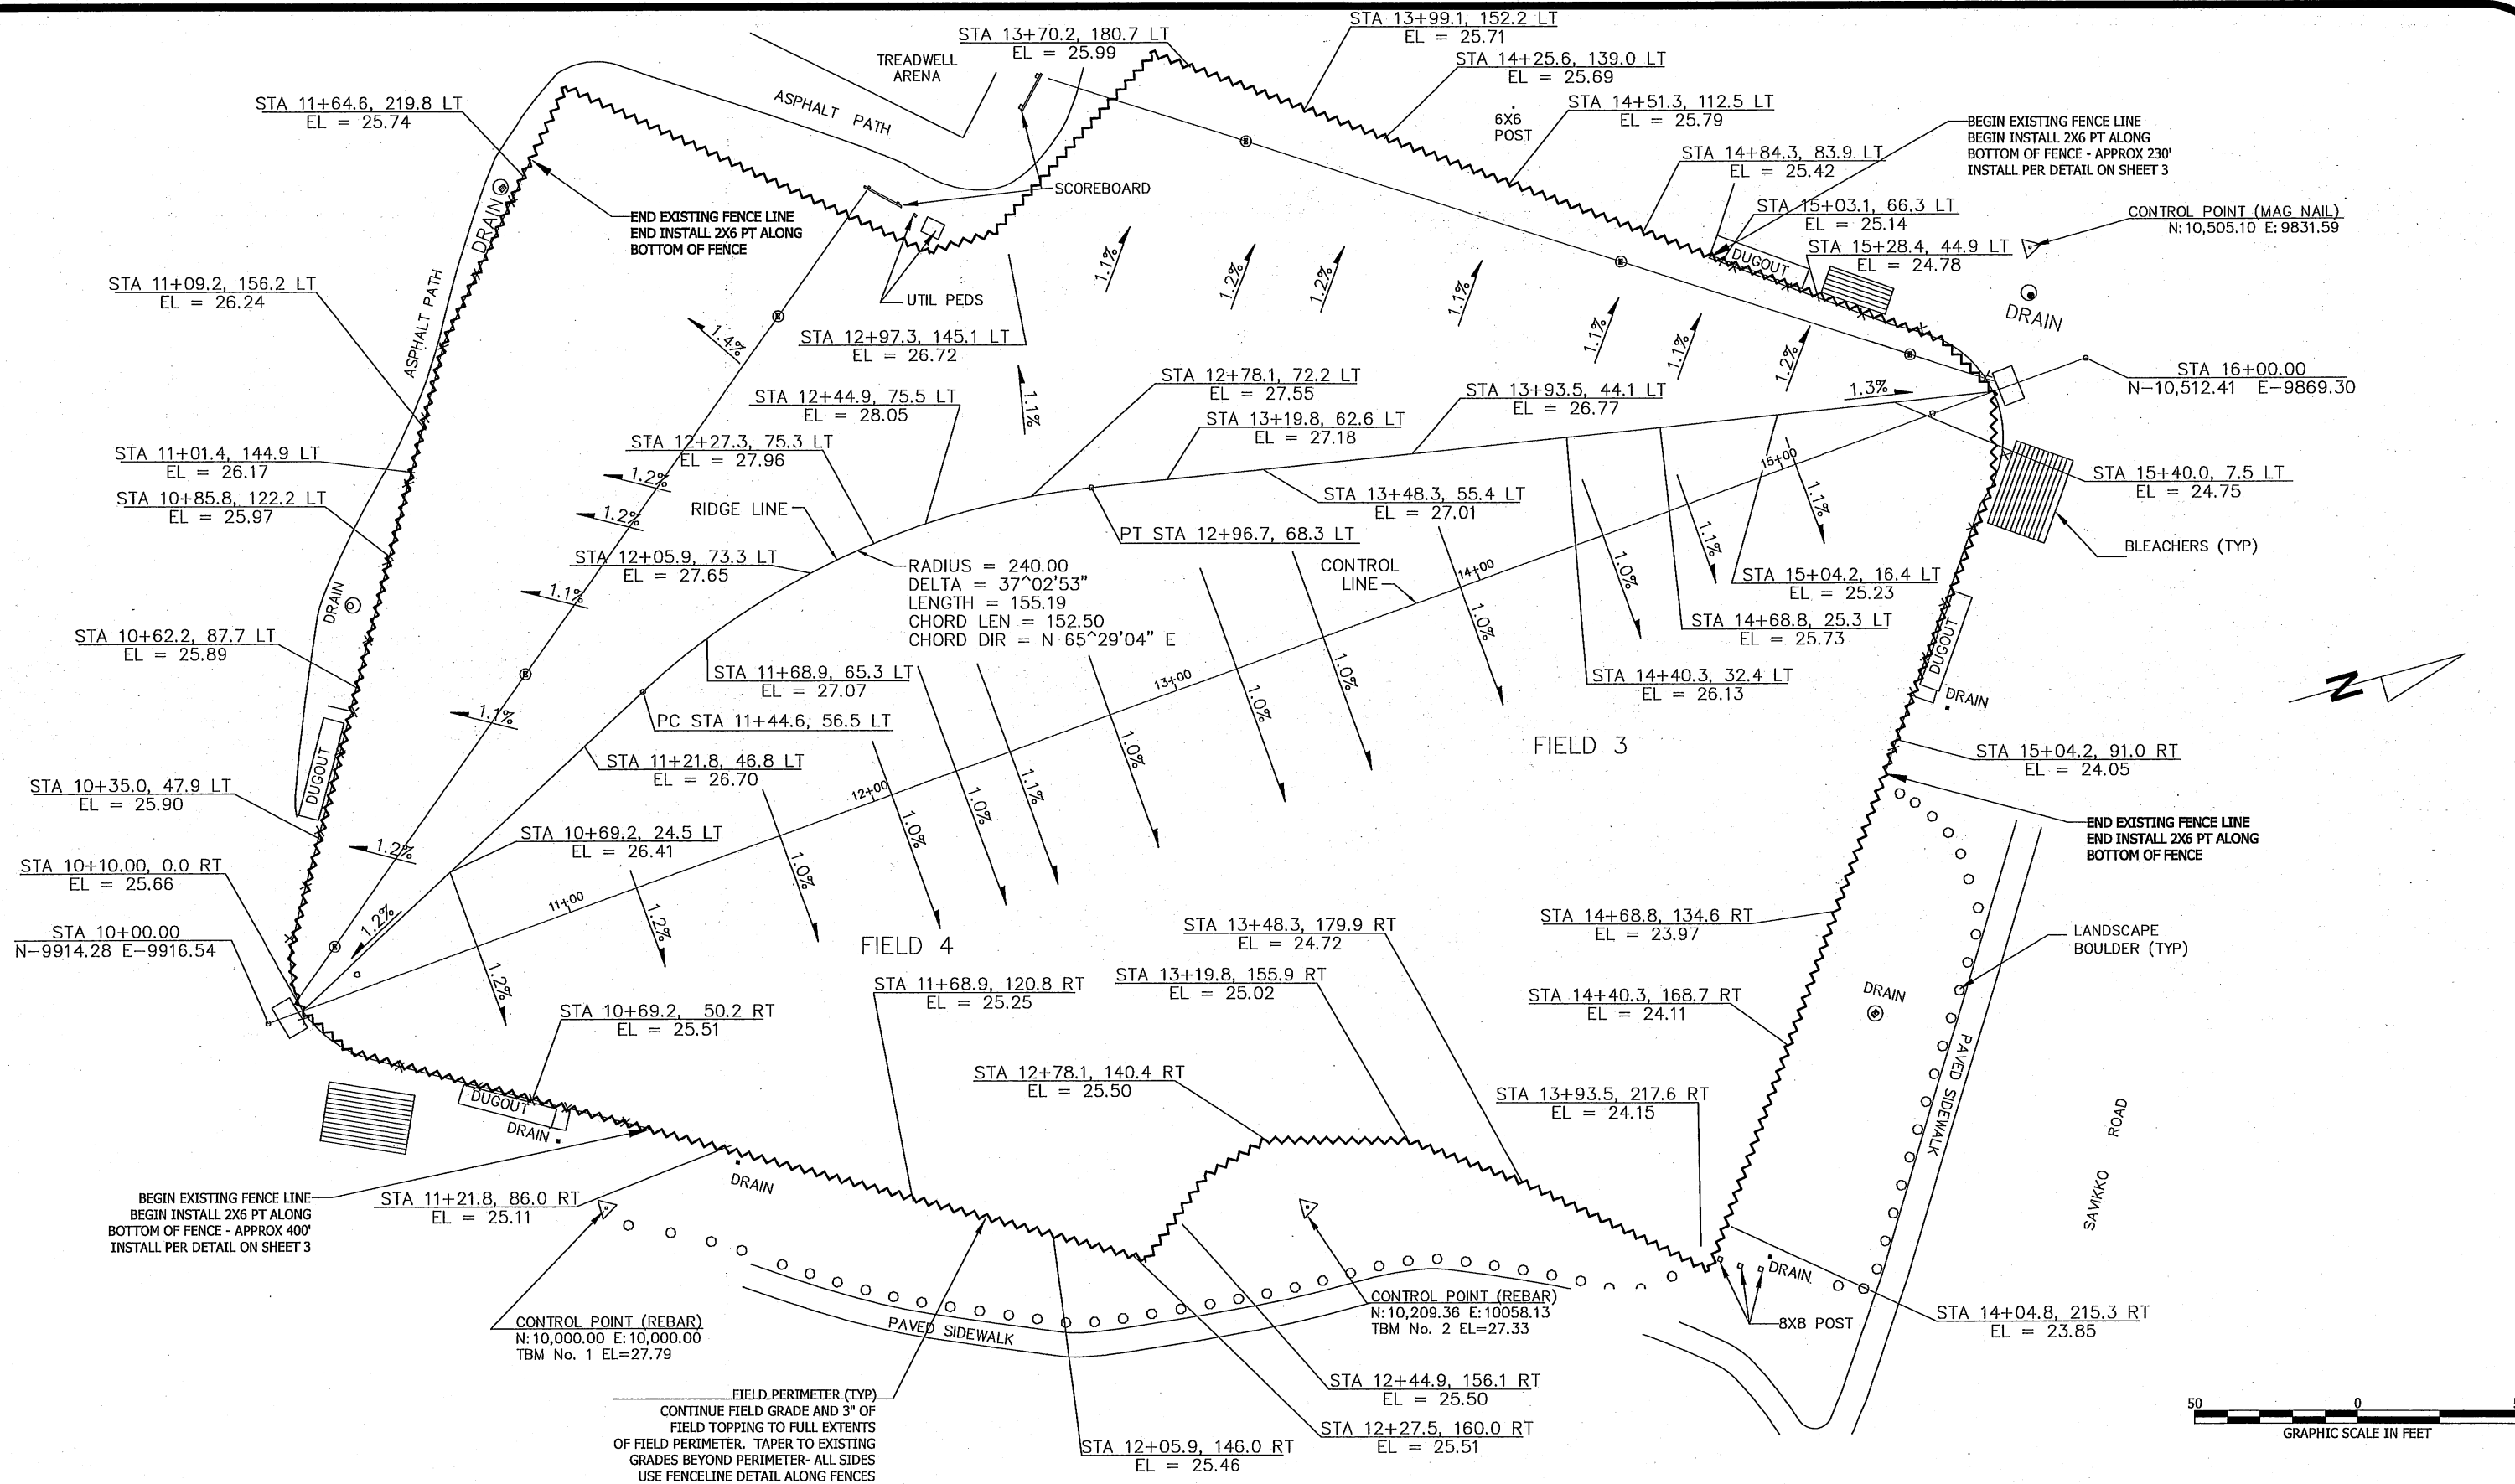 STA 13+99.1, 152.2 LT
EL = 25.71
STA 13+70.2, 180.7 LT
EL = 25.99
TREADWELL
ARENA
STA 14+25.6, 139.0 LT
EL = 25.69
STA 11+64.6, 219.8 LT
EL = 25.74
ASPHALT PATH
6X6
POST
STA 14+51.3, 112.5 LT
EL = 25.79
BEGIN EXISTING FENCE LINE
BEGIN INSTALL 2X6 PT ALONG
BOTTOM OF FENCE - APPROX 230'
INSTALL PER DETAIL ON SHEET 3
STA 14+84.3, 83.9 LT
EL = 25.42
SCOREBOARD
STA 15+03.1, 66.3 LT
EL = 25.14
CONTROL POINT (MAG NAIL)
N:10,505.10 E:9831.59
END EXISTING FENCE LINE
END INSTALL 2X6 PT ALONG
BOTTOM OF FENCE
DRAIN
STA 15+28.4, 44.9 LT
EL = 24.78
DUGOUT
STA 11+09.2, 156.2 LT
EL = 26.24
ASPHALT PATH
UTIL PEDS
1.1%
1.2%
1.2%
1.1%
1.1%
1.1%
1.2%
DRAIN
1.4%
STA 12+97.3, 145.1 LT
EL = 26.72
STA 16+00.00
N-10,512.41 E-9869.30
STA 12+78.1, 72.2 LT
EL = 27.55
STA 13+93.5, 44.1 LT
EL = 26.77
1.3%
STA 12+44.9, 75.5 LT
EL = 28.05
1.1%
STA 13+19.8, 62.6 LT
EL = 27.18
STA 12+27.3, 75.3 LT
EL = 27.96
STA 11+01.4, 144.9 LT
EL = 26.17
15+00
STA 15+40.0, 7.5 LT
EL = 24.75
STA 10+85.8, 122.2 LT
EL = 25.97
1.2%
1.2%
RIDGE LINE
STA 13+48.3, 55.4 LT
EL = 27.01
1.1%
PT STA 12+96.7, 68.3 LT
BLEACHERS (TYP)
STA 12+05.9, 73.3 LT
EL = 27.65
RADIUS = 240.00
DELTA = 37^02'53"
LENGTH = 155.19
CHORD LEN = 152.50
CHORD DIR = N 65^29'04" E
CONTROL
LINE
14+00
1.0%
1.1%
STA 15+04.2, 16.4 LT
EL = 25.23
DRAIN
1.1%
STA 14+68.8, 25.3 LT
EL = 25.73
STA 10+62.2, 87.7 LT
EL = 25.89
1.0%
DUGOUT
STA 11+68.9, 65.3 LT
EL = 27.07
13+00
1.0%
1.0%
STA 14+40.3, 32.4 LT
EL = 26.13
N
DRAIN
1.1%
PC STA 11+44.6, 56.5 LT
1.0%
FIELD 3
STA 11+21.8, 46.8 LT
EL = 26.70
STA 15+04.2, 91.0 RT
EL = 24.05
DUGOUT
STA 10+35.0, 47.9 LT
EL = 25.90
12+00
1.0%
1.0%
1.1%
END EXISTING FENCE LINE
END INSTALL 2X6 PT ALONG
BOTTOM OF FENCE
STA 10+69.2, 24.5 LT
EL = 26.41
1.2%
STA 10+10.00, 0.0 RT
EL = 25.66
1.0%
11+00
1.2%
1.2%
STA 10+00.00
N-9914.28 E-9916.54
FIELD 4
STA 13+48.3, 179.9 RT
EL = 24.72
STA 14+68.8, 134.6 RT
EL = 23.97
LANDSCAPE
BOULDER (TYP)
1.2%
STA 11+68.9, 120.8 RT
EL = 25.25
STA 13+19.8, 155.9 RT
EL = 25.02
STA 14+40.3, 168.7 RT
EL = 24.11
DRAIN
STA 10+69.2, 50.2 RT
EL = 25.51
STA 12+78.1, 140.4 RT
EL = 25.50
STA 13+93.5, 217.6 RT
EL = 24.15
PAVED SIDEWALK
DUGOUT
DRAIN
SAVIKKO ROAD
DRAIN
BEGIN EXISTING FENCE LINE
BEGIN INSTALL 2X6 PT ALONG
BOTTOM OF FENCE - APPROX 400'
INSTALL PER DETAIL ON SHEET 3
STA 11+21.8, 86.0 RT
EL = 25.11
DRAIN
CONTROL POINT (REBAR)
N:10,000.00 E:10,000.00
TBM No. 1 EL=27.79
PAVED SIDEWALK
CONTROL POINT (REBAR)
N:10,209.36 E:10058.13
TBM No. 2 EL=27.33
8X8 POST
STA 14+04.8, 215.3 RT
EL = 23.85
STA 12+44.9, 156.1 RT
EL = 25.50
FIELD PERIMETER (TYP)
CONTINUE FIELD GRADE AND 3" OF
FIELD TOPPING TO FULL EXTENTS
OF FIELD PERIMETER. TAPER TO EXISTING
GRADES BEYOND PERIMETER- ALL SIDES
USE FENCELINE DETAIL ALONG FENCES
STA 12+27.5, 160.0 RT
EL = 25.51
STA 12+05.9, 146.0 RT
EL = 25.46
50 0
GRAPHIC SCALE IN FEET